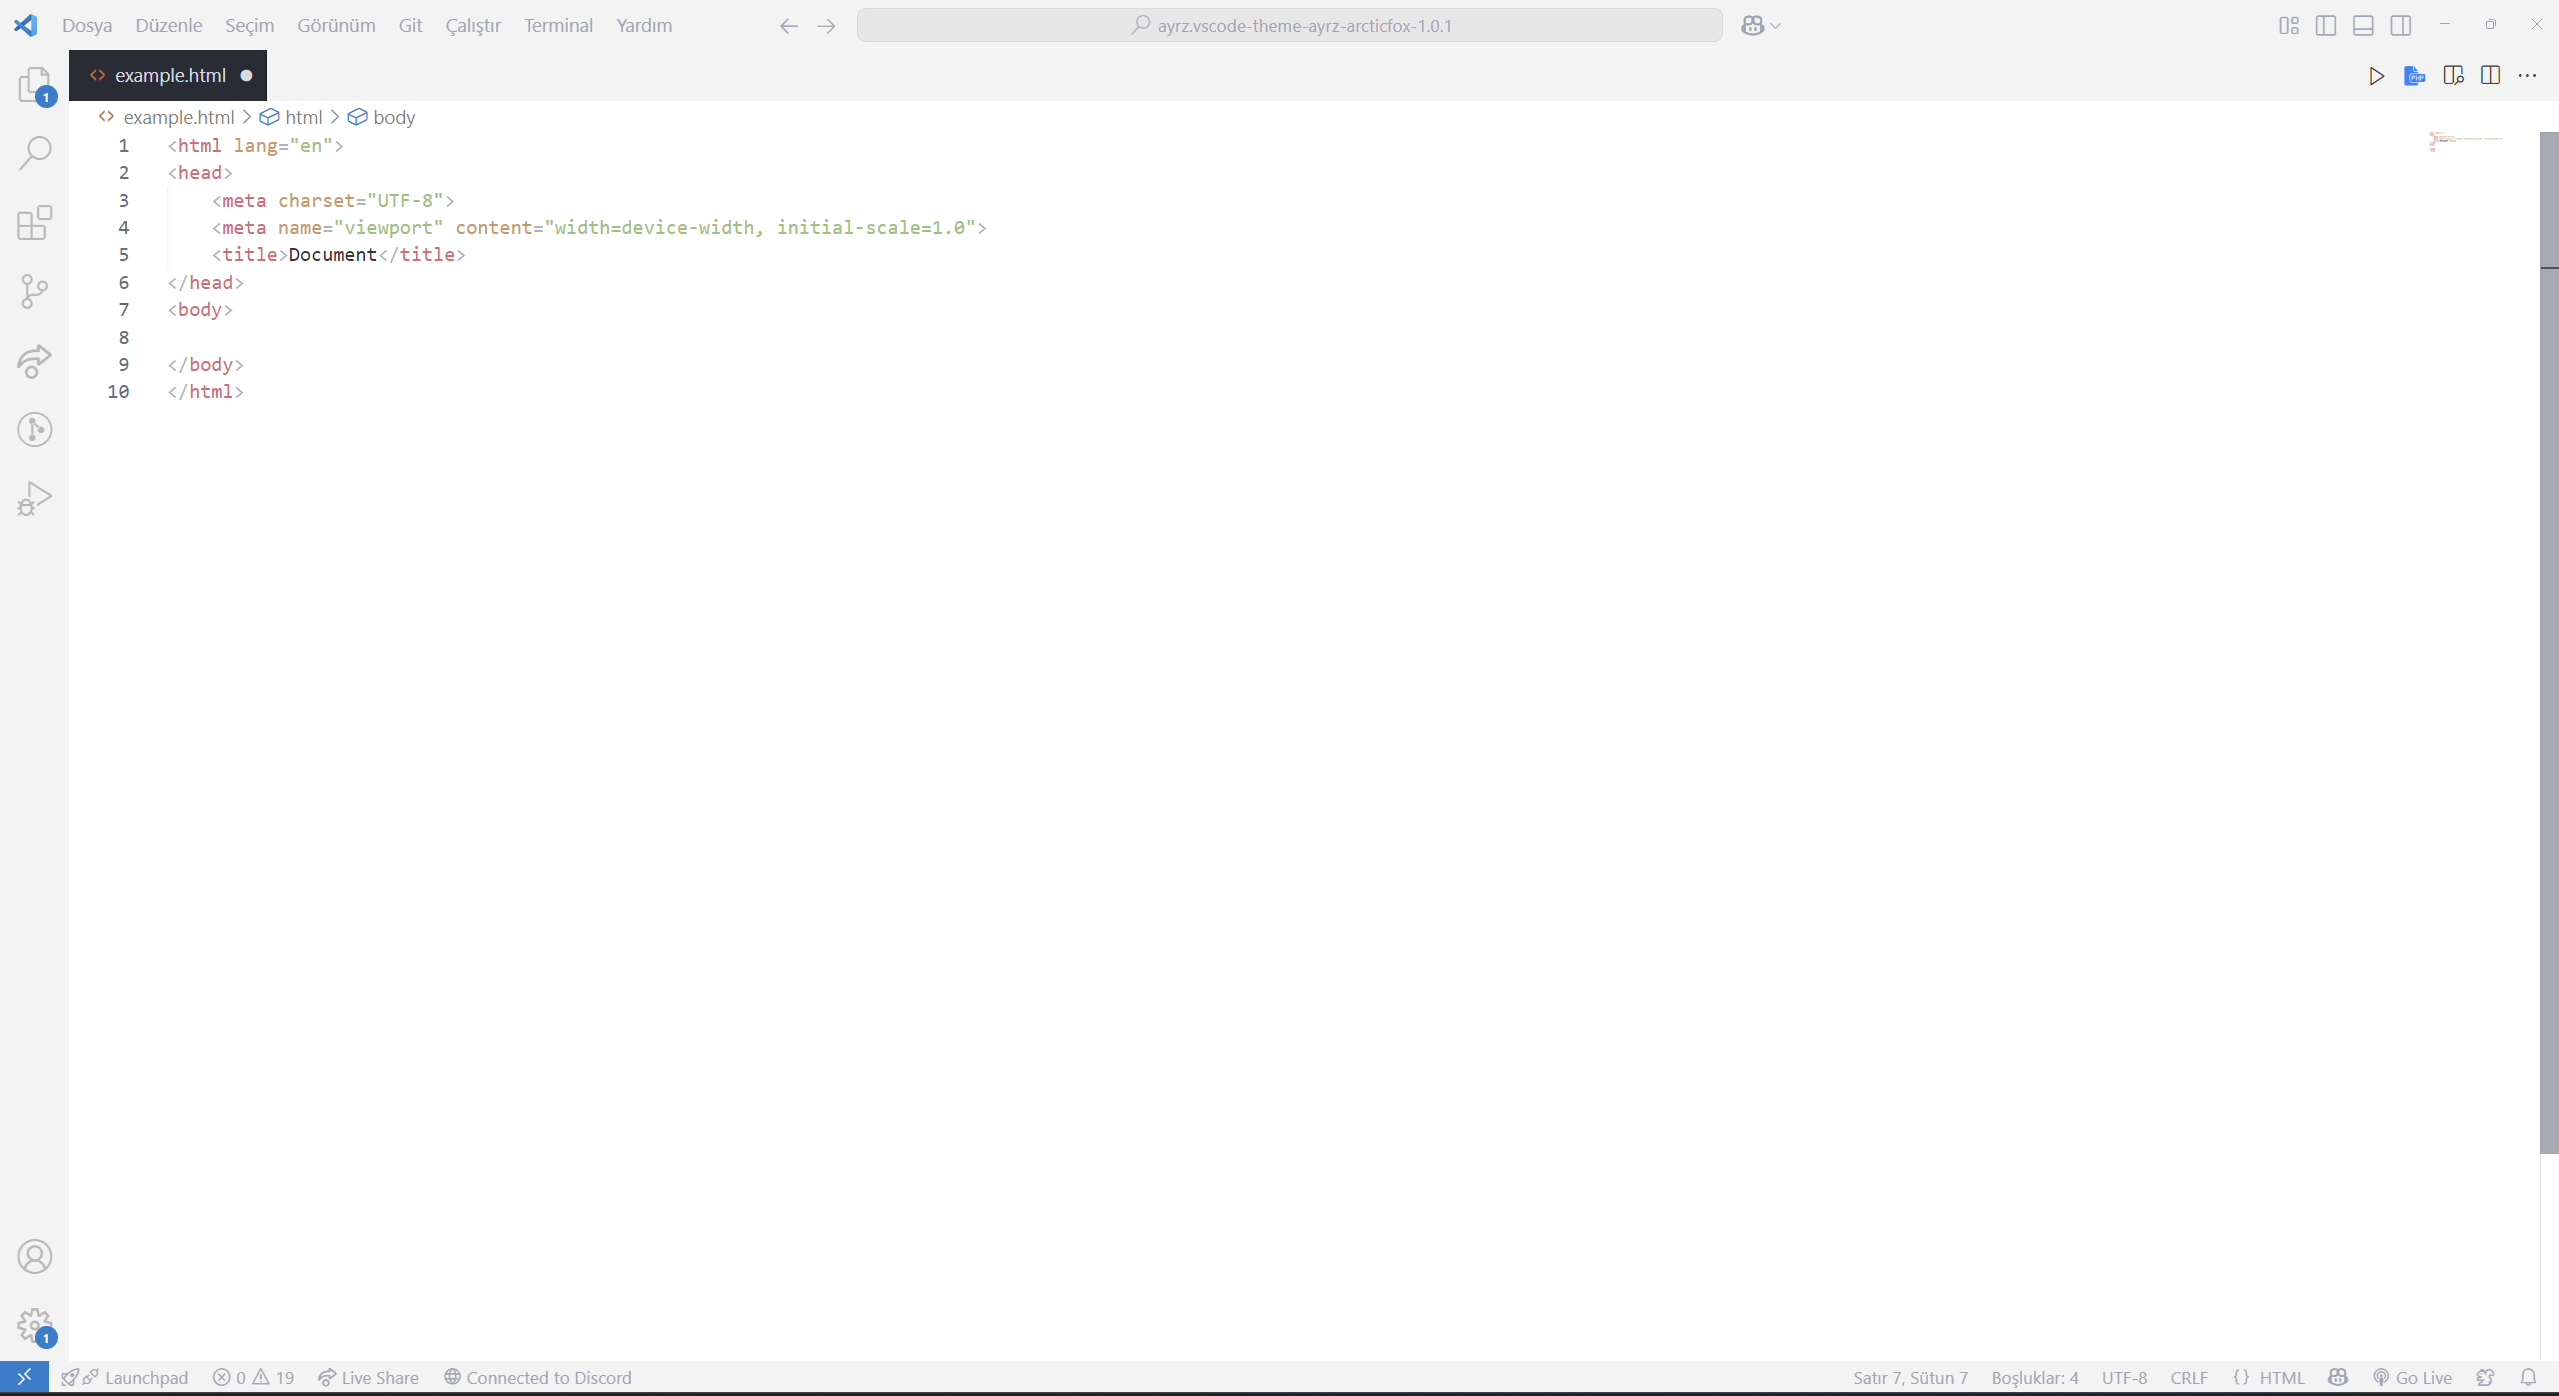 Dosya Düzenle Seçim Görünüm Git Çalıştır Terminal Yardım ayrz.vscode-theme-ayrz-arcticfox-1.0.1
example.html
PHP
1
example.html > html > body
1 <html lang="en">
2 <head>
3 <meta charset="UTF-8">
4 <meta name="viewport" content="width=device-width, initial-scale=1.0">
5 <title>Document</title>
6 </head>
7 <body>
8
9 </body>
10 </html>
1
Launchpad 0 19 Live Share Connected to Discord Satır 7, Sütun 7 Boşluklar: 4 UTF-8 CRLF {} HTML Go Live